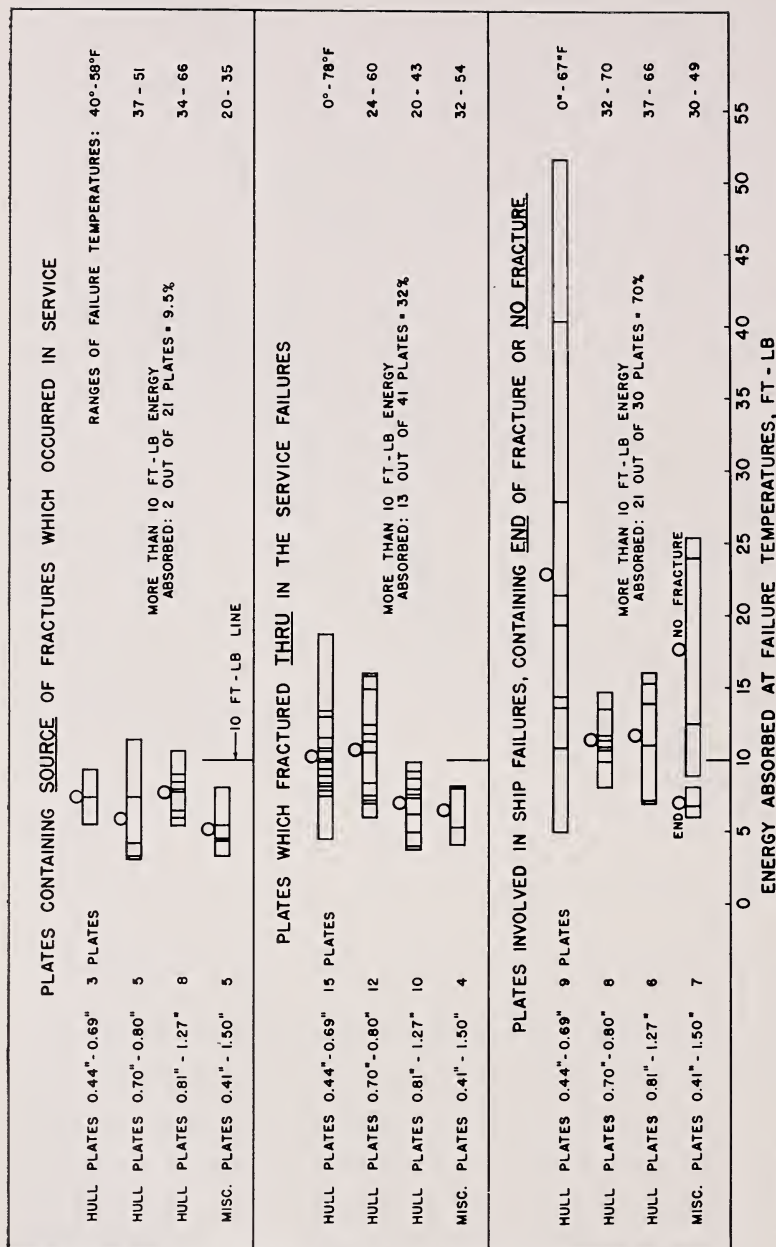 PLATES CONTAINING SOURCE OF FRACTURES WHICH OCCURRED IN SERVICE
RANGES OF FAILURE TEMPERATURES: 40°-58°F
HULL PLATES 0.44"-0.69" 3 PLATES
HULL PLATES 0.70"-0.80" 5
37-51
HULL PLATES 0.81"-1.27" 8
34-66
MISC. PLATES 0.41"-1.50" 5
20-35
MORE THAN 10 FT-LB ENERGY
ABSORBED: 2 OUT OF 21 PLATES = 9.5%
10 FT-LB LINE
PLATES WHICH FRACTURED THRU IN THE SERVICE FAILURES
HULL PLATES 0.44"-0.69" 15 PLATES
0°-78°F
HULL PLATES 0.70"-0.80" 12
24-60
HULL PLATES 0.81"-1.27" 10
20-43
MISC. PLATES 0.41"-1.50" 4
32-54
MORE THAN 10 FT-LB ENERGY
ABSORBED: 13 OUT OF 41 PLATES = 32%
PLATES INVOLVED IN SHIP FAILURES, CONTAINING END OF FRACTURE OR NO FRACTURE
HULL PLATES 0.44"-0.69" 9 PLATES
0°-67°F
HULL PLATES 0.70"-0.80" 8
32-70
HULL PLATES 0.81"-1.27" 6
37-66
MISC. PLATES 0.41"-1.50" 7
30-49
MORE THAN 10 FT-LB ENERGY
ABSORBED: 21 OUT OF 30 PLATES = 70%
END
NO FRACTURE
0 5 10 15 20 25 30 35 40 45 50 55
ENERGY ABSORBED AT FAILURE TEMPERATURES, FT-LB